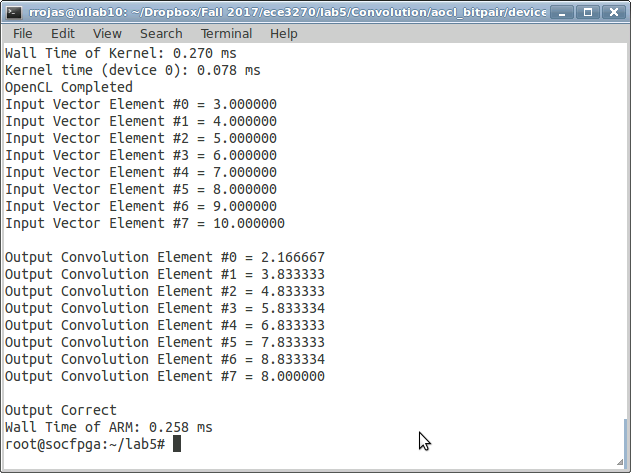 rrojas@ullab10: ~/Dropbox/Fall 2017/ece3270/lab5/Convolution/aocl_bitpair/device
File Edit View Search Terminal Help
Wall Time of Kernel: 0.270 ms
Kernel time (device 0): 0.078 ms
OpenCL Completed
Input Vector Element #0 = 3.000000
Input Vector Element #1 = 4.000000
Input Vector Element #2 = 5.000000
Input Vector Element #3 = 6.000000
Input Vector Element #4 = 7.000000
Input Vector Element #5 = 8.000000
Input Vector Element #6 = 9.000000
Input Vector Element #7 = 10.000000
Output Convolution Element #0 = 2.166667
Output Convolution Element #1 = 3.833333
Output Convolution Element #2 = 4.833333
Output Convolution Element #3 = 5.833334
Output Convolution Element #4 = 6.833333
Output Convolution Element #5 = 7.833333
Output Convolution Element #6 = 8.833334
Output Convolution Element #7 = 8.000000
Output Correct
Wall Time of ARM: 0.258 ms
root@socfpga:~/lab5#